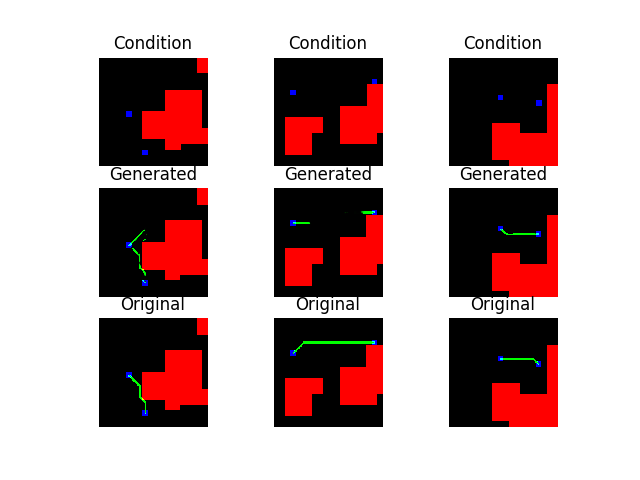 Condition Condition Condition
Generated Generated Generated
Original Original Original